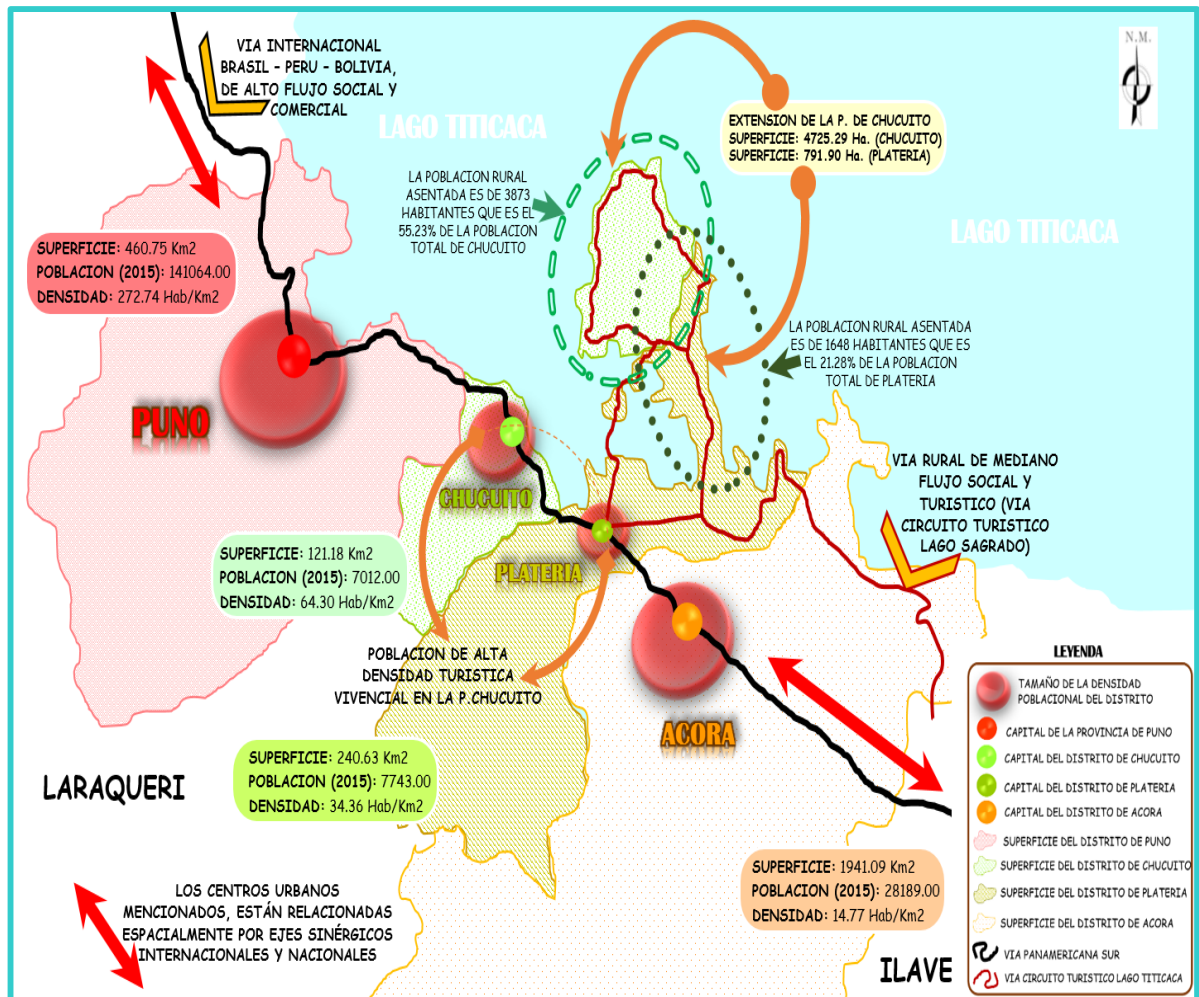 VIA INTERNACIONAL
BRASIL - PERU - BOLIVIA,
DE ALTO FLUJO SOCIAL Y
COMERCIAL
LAGO TITICACA
N.M.
EXTENSION DE LA P. DE CHUCUITO
SUPERFICIE: 4725.29 Ha. (CHUCUITO)
SUPERFICIE: 791.90 Ha. (PLATERIA)
LA POBLACION RURAL
ASENTADA ES DE 3873
HABITANTES QUE ES EL
55.23% DE LA POBLACION
TOTAL DE CHUCUITO
LAGO TITICACA
SUPERFICIE: 460.75 Km2
POBLACION (2015): 141064.00
DENSIDAD: 272.74 Hab/Km2
LA POBLACION RURAL ASENTADA
ES DE 1648 HABITANTES QUE ES
EL 21.28% DE LA POBLACION
TOTAL DE PLATERIA
PUNO
CHUCUITO
PLATERIA
VIA RURAL DE MEDIANO
FLUJO SOCIAL Y
TURISTICO (VIA
CIRCUITO TURISTICO
LAGO SAGRADO)
SUPERFICIE: 121.18 Km2
POBLACION (2015): 7012.00
DENSIDAD: 64.30 Hab/Km2
POBLACION DE ALTA
DENSIDAD TURISTICA
VIVENCIAL EN LA P.CHUCUITO
ACORA
SUPERFICIE: 240.63 Km2
POBLACION (2015): 7743.00
DENSIDAD: 34.36 Hab/Km2
LARAQUERI
SUPERFICIE: 1941.09 Km2
POBLACION (2015): 28189.00
DENSIDAD: 14.77 Hab/Km2
LOS CENTROS URBANOS
MENCIONADOS, ESTÁN RELACIONADAS
ESPACIALMENTE POR EJES SINÉRGICOS
INTERNACIONALES Y NACIONALES
ILAVE
LEYENDA
TAMAÑO DE LA DENSIDAD
POBLACIONAL DEL DISTRITO
CAPITAL DE LA PROVINCIA DE PUNO
CAPITAL DEL DISTRITO DE CHUCUITO
CAPITAL DEL DISTRITO DE PLATERIA
CAPITAL DEL DISTRITO DE ACORA
SUPERFICIE DEL DISTRITO DE PUNO
SUPERFICIE DEL DISTRITO DE CHUCUITO
SUPERFICIE DEL DISTRITO DE PLATERIA
SUPERFICIE DEL DISTRITO DE ACORA
VIA PANAMERICANA SUR
VIA CIRCUITO TURISTICO LAGO TITICACA